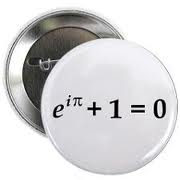 e^{iπ} + 1 = 0